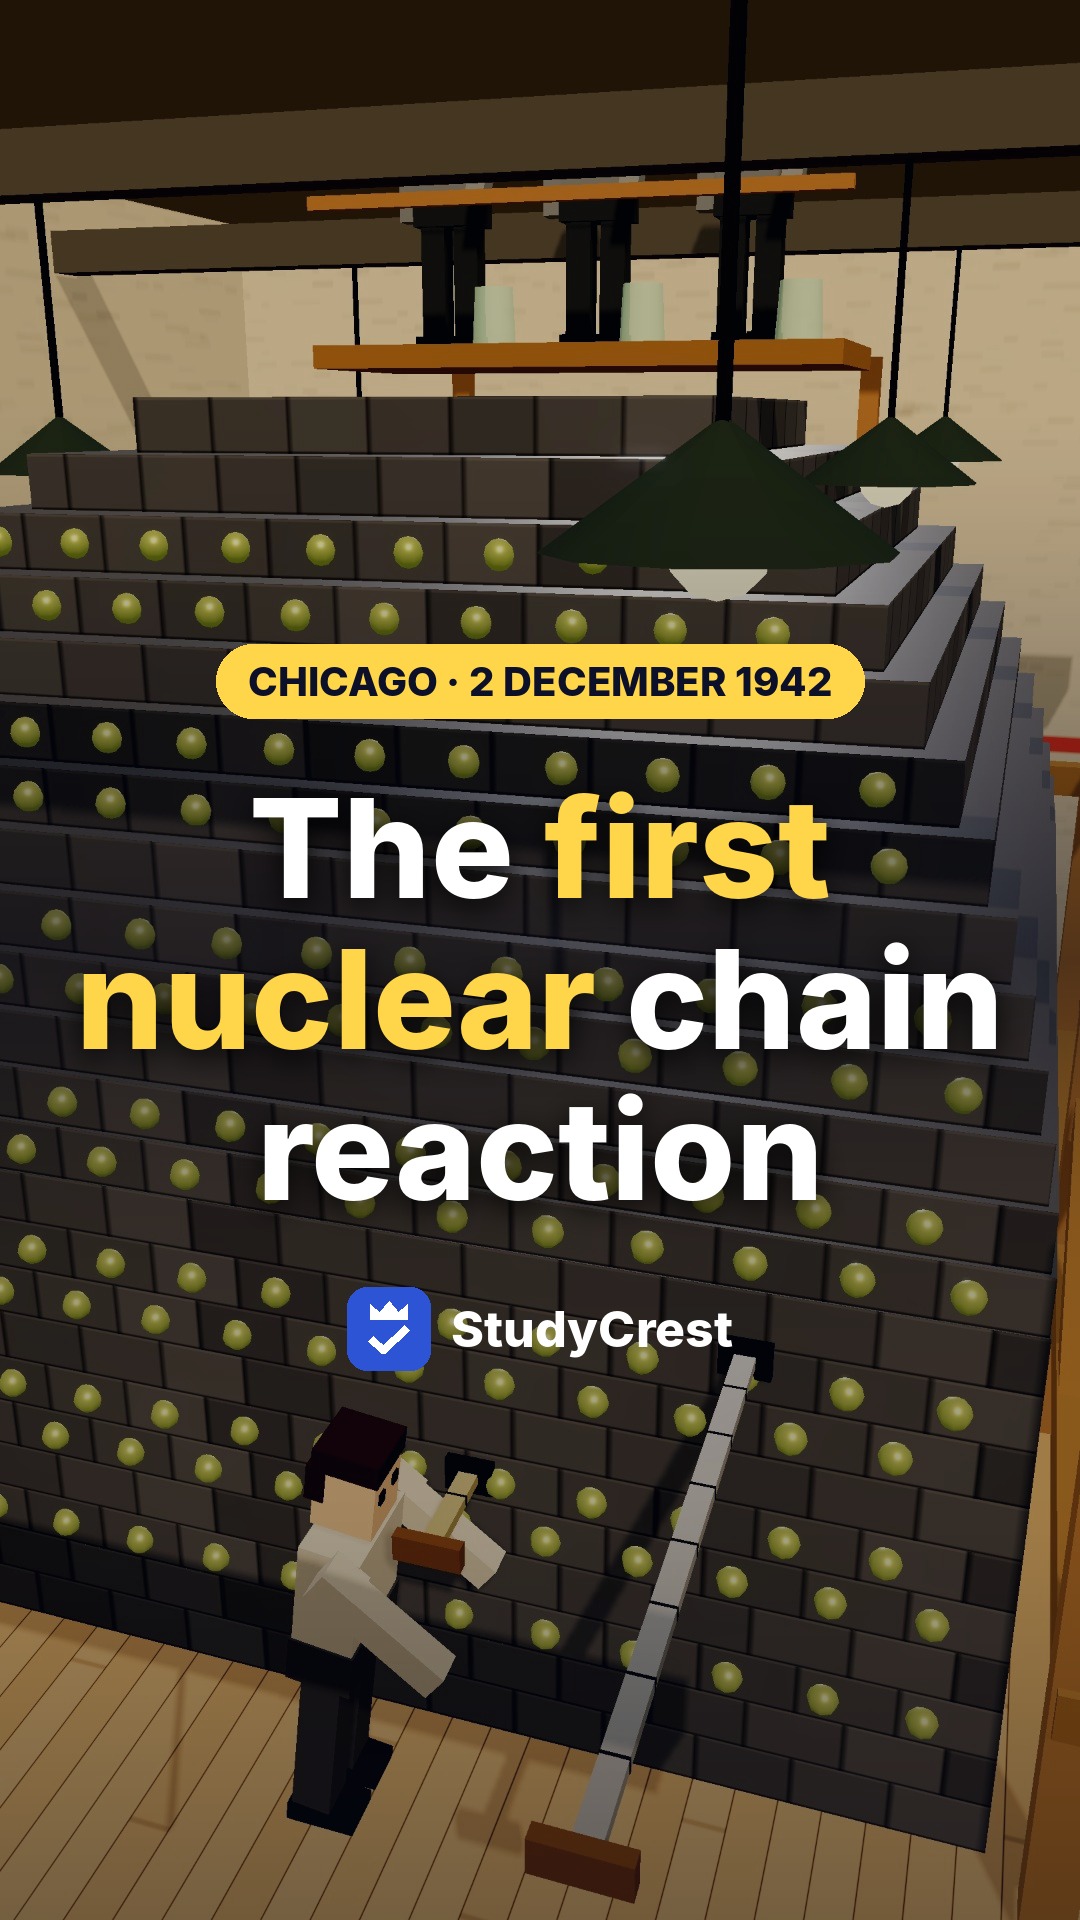 CHICAGO · 2 DECEMBER 1942
The first
nuclear chain
reaction
StudyCrest